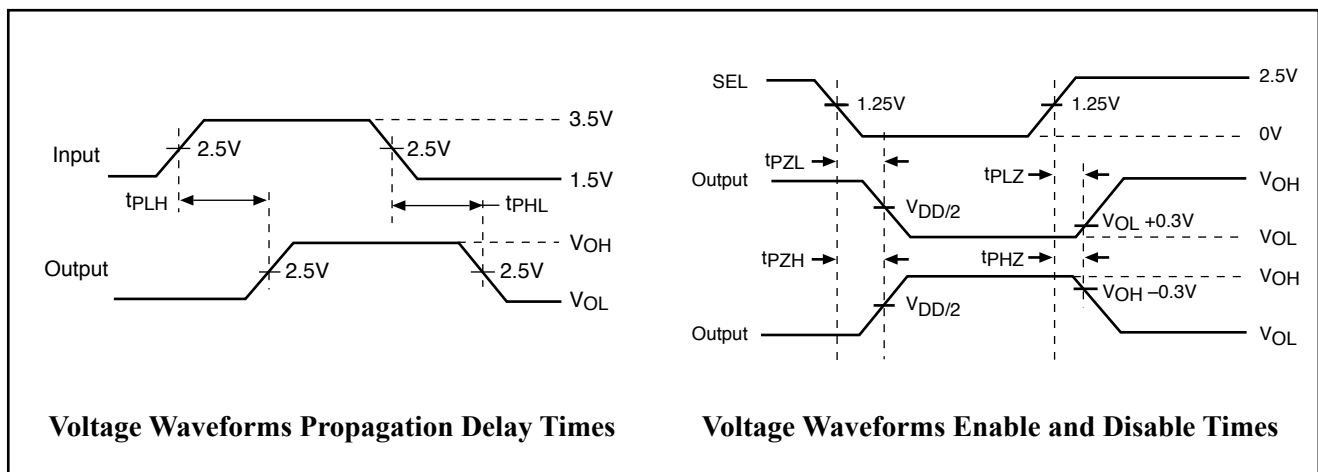 3.5V
Input
2.5V
2.5V
1.5V
tPLH
tPHL
VOH
Output
2.5V
2.5V
VOL
Voltage Waveforms Propagation Delay Times
SEL
2.5V
1.25V
1.25V
0V
tPZL
tPLZ
Output
VOH
VDD/2
VOL +0.3V
VOL
tPZH
tPHZ
VOH
VDD/2
VOH –0.3V
Output
VOL
Voltage Waveforms Enable and Disable Times